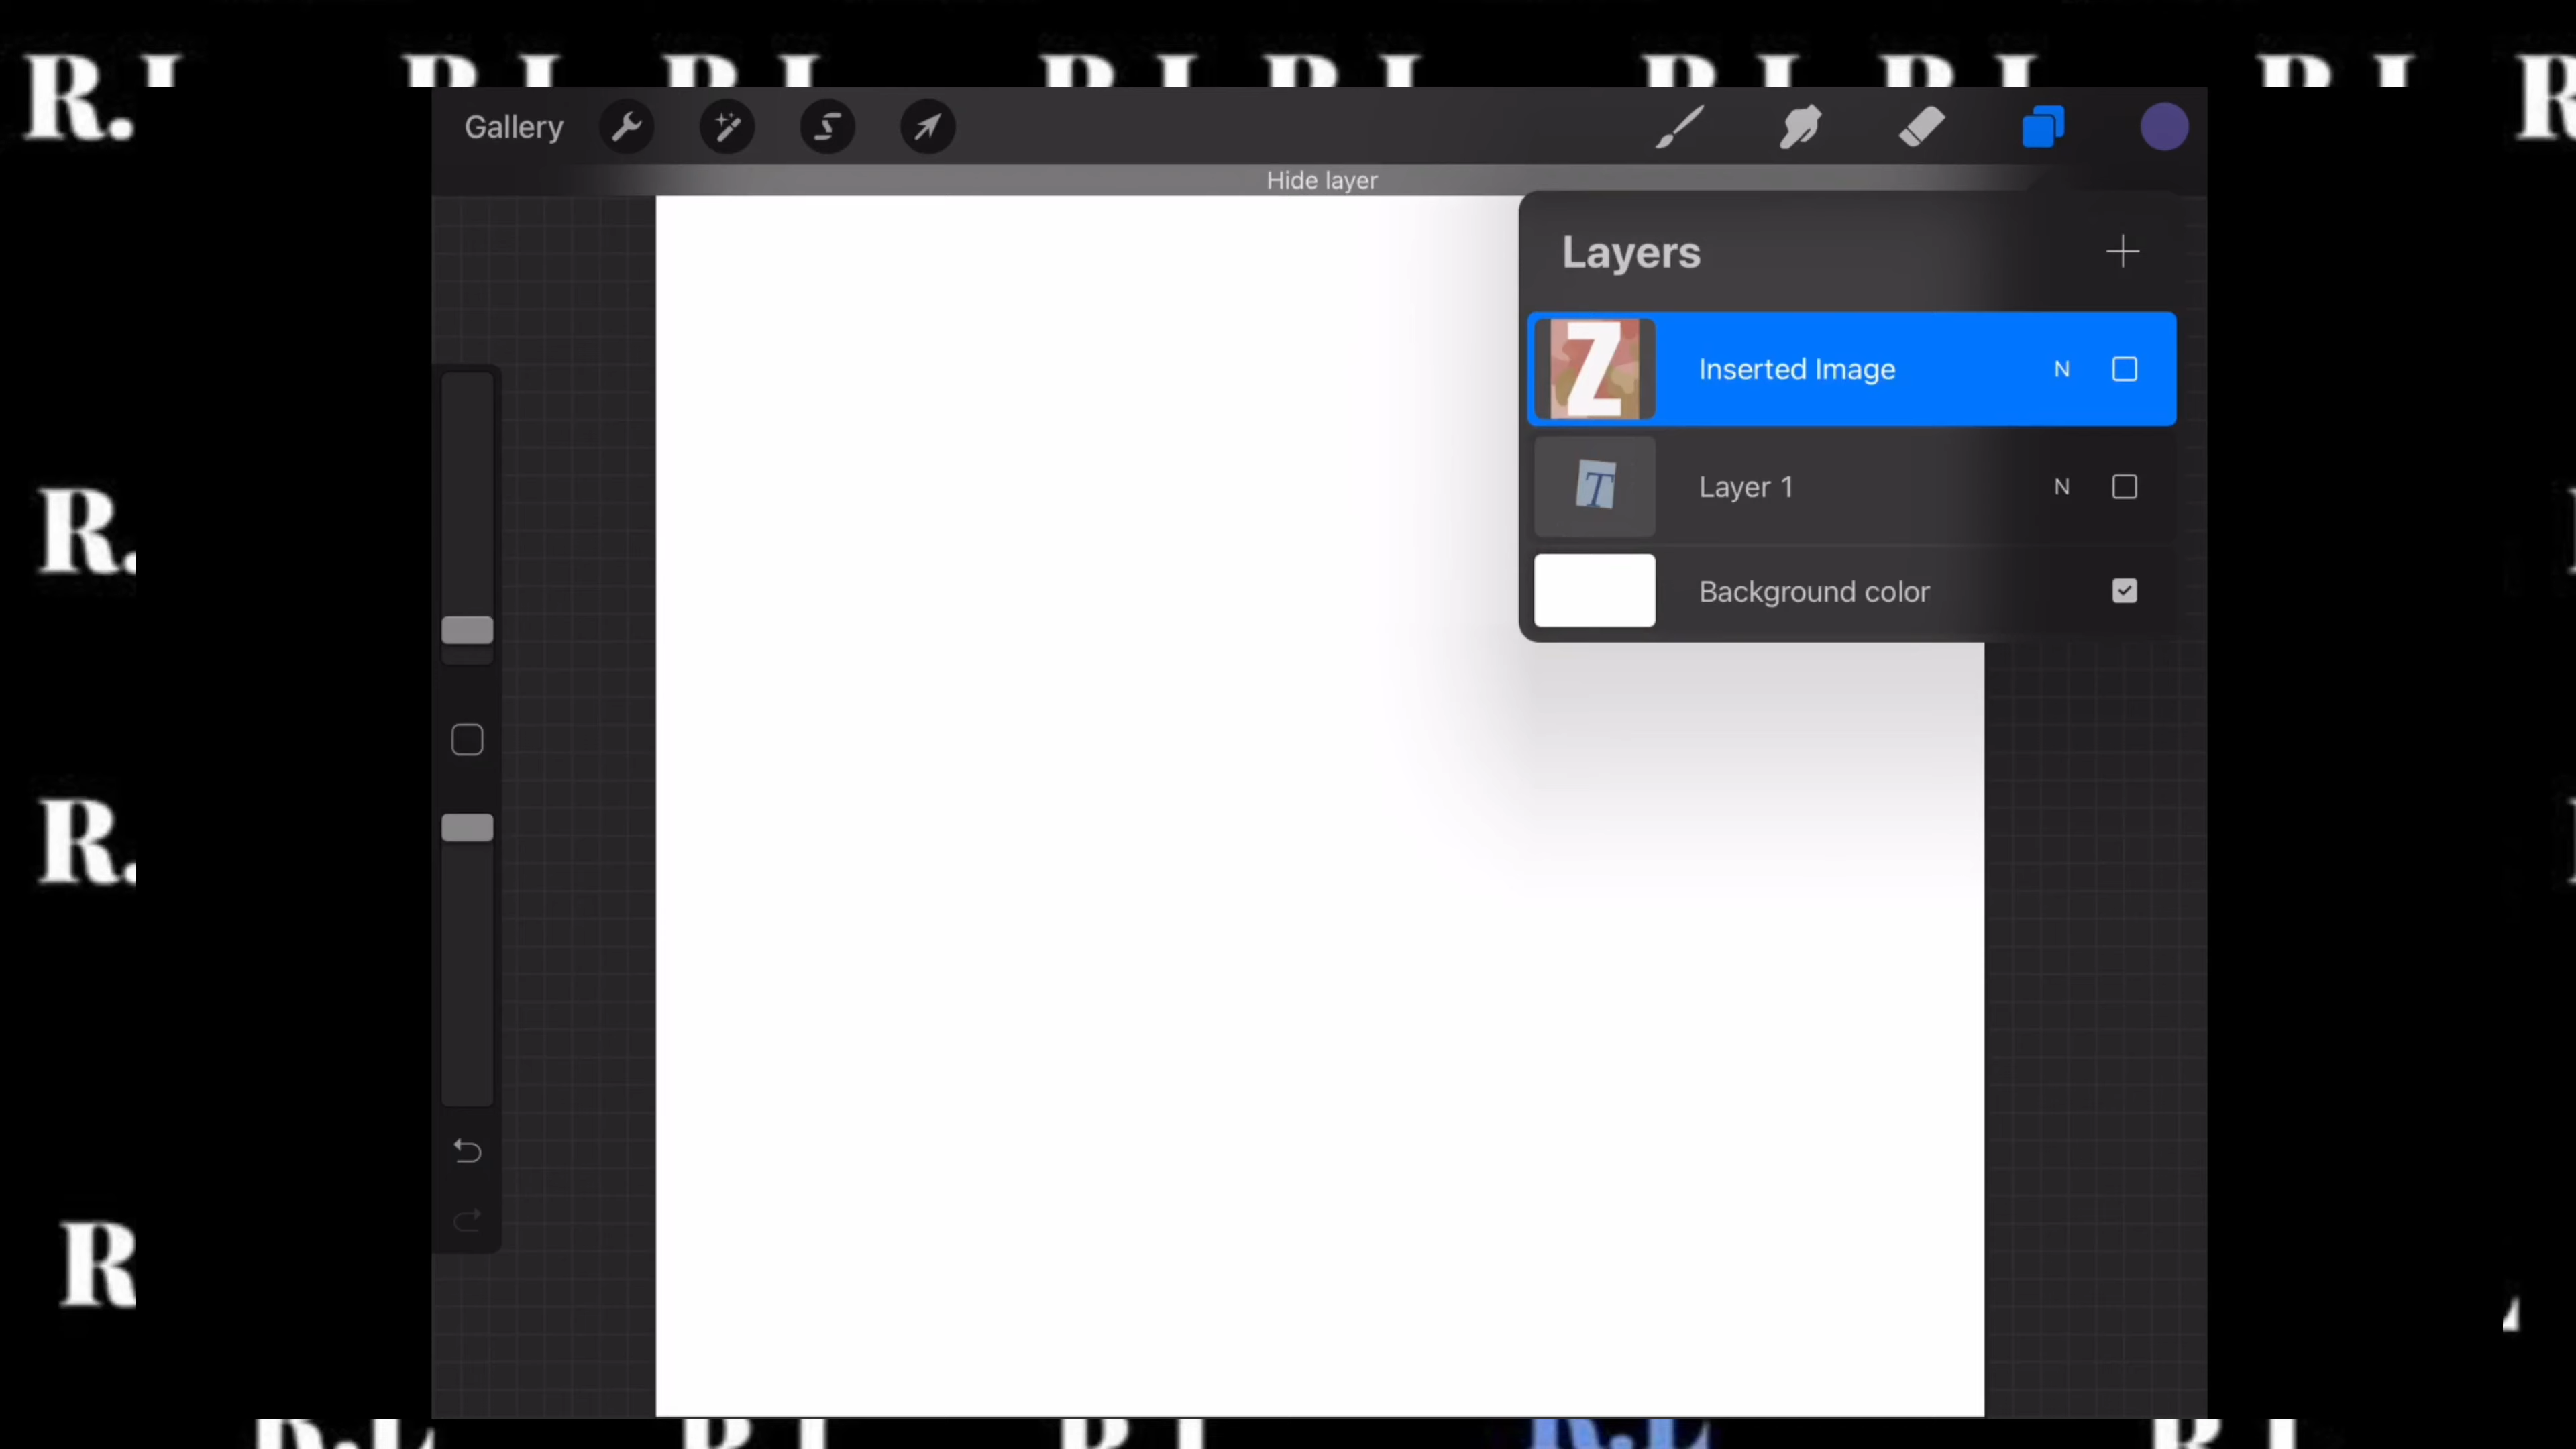 R.
Gallery
Hide layer
Layers
Z
Inserted Image N
T
Layer 1 N
Background color
R.
R.
R